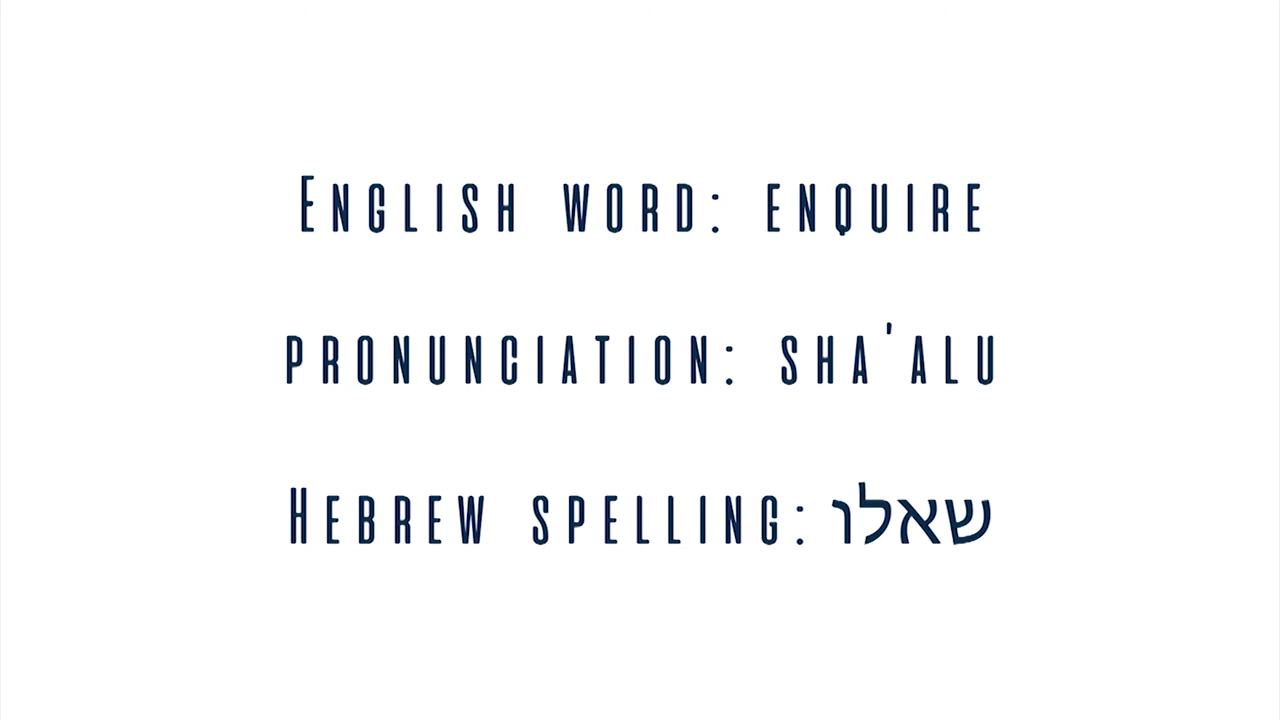 English word: enquire
pronunciation: sha'alu
Hebrew spelling: שאלו